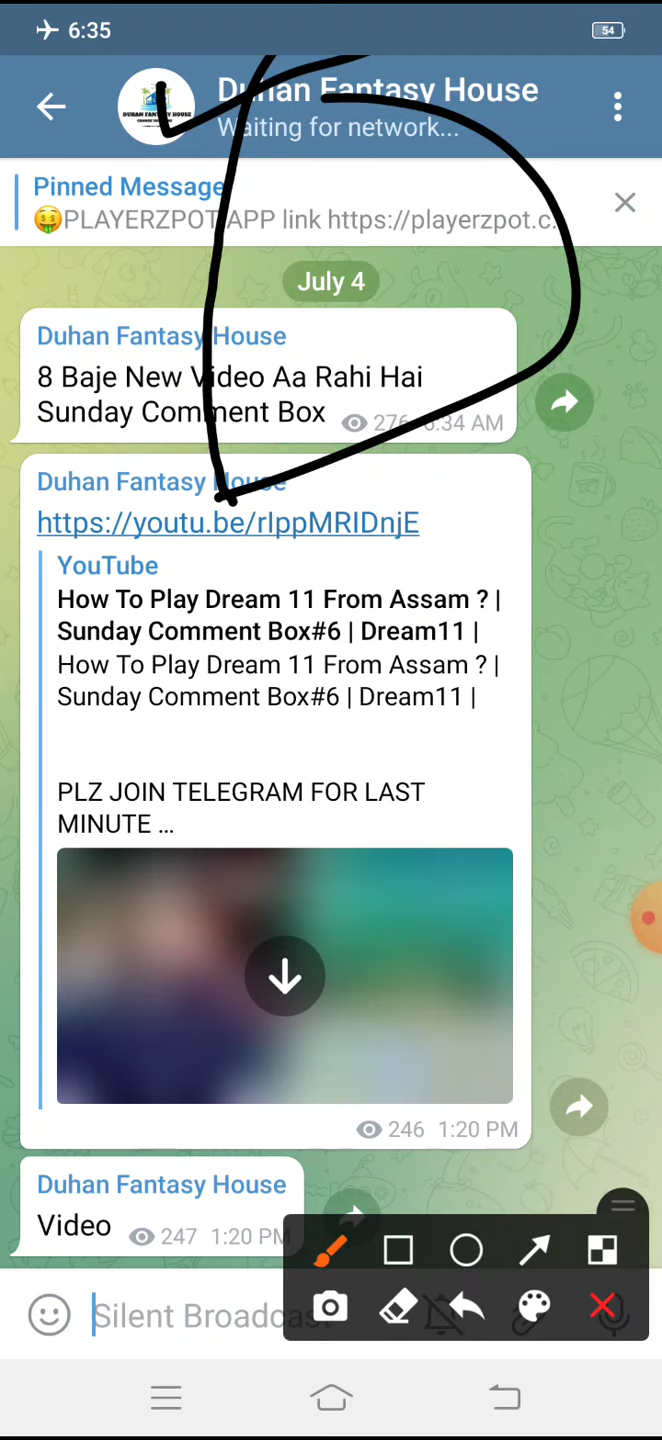 6:35
54
Duhan Fantasy House
Waiting for network...
DUHAN FANTASY HOUSE
Pinned Message
🤑PLAYERZPOT APP link https://playerzpot.c.
July 4
Duhan Fantasy House
8 Baje New Video Aa Rahi Hai
Sunday Comment Box
276 6:34 AM
Duhan Fantasy House
https://youtu.be/rIppMRIDnjE
YouTube
How To Play Dream 11 From Assam ? |
Sunday Comment Box#6 | Dream11 |
How To Play Dream 11 From Assam ? |
Sunday Comment Box#6 | Dream11 |
PLZ JOIN TELEGRAM FOR LAST
MINUTE ...
246 1:20 PM
Duhan Fantasy House
Video
247 1:20 PM
Silent Broadcast